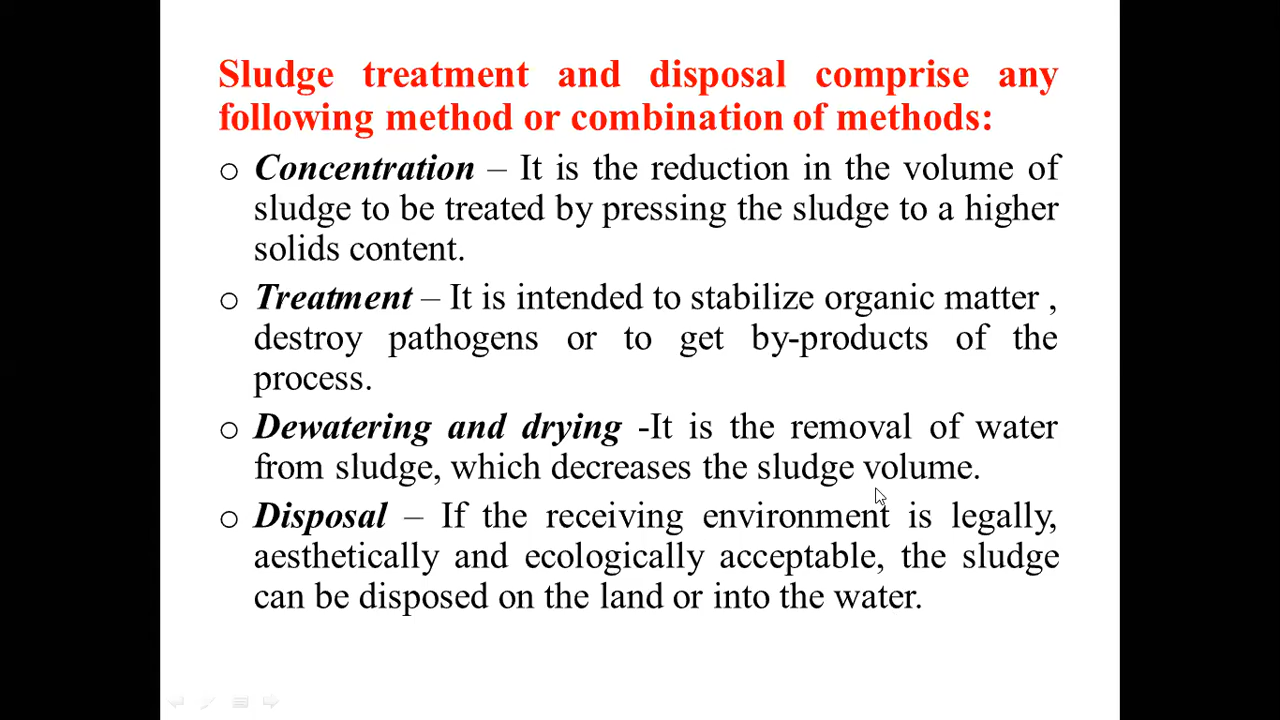 Sludge treatment and disposal comprise any
following method or combination of methods:
o Concentration – It is the reduction in the volume of
sludge to be treated by pressing the sludge to a higher
solids content.
o Treatment – It is intended to stabilize organic matter ,
destroy pathogens or to get by-products of the
process.
o Dewatering and drying -It is the removal of water
from sludge, which decreases the sludge volume.
o Disposal – If the receiving environment is legally,
aesthetically and ecologically acceptable, the sludge
can be disposed on the land or into the water.